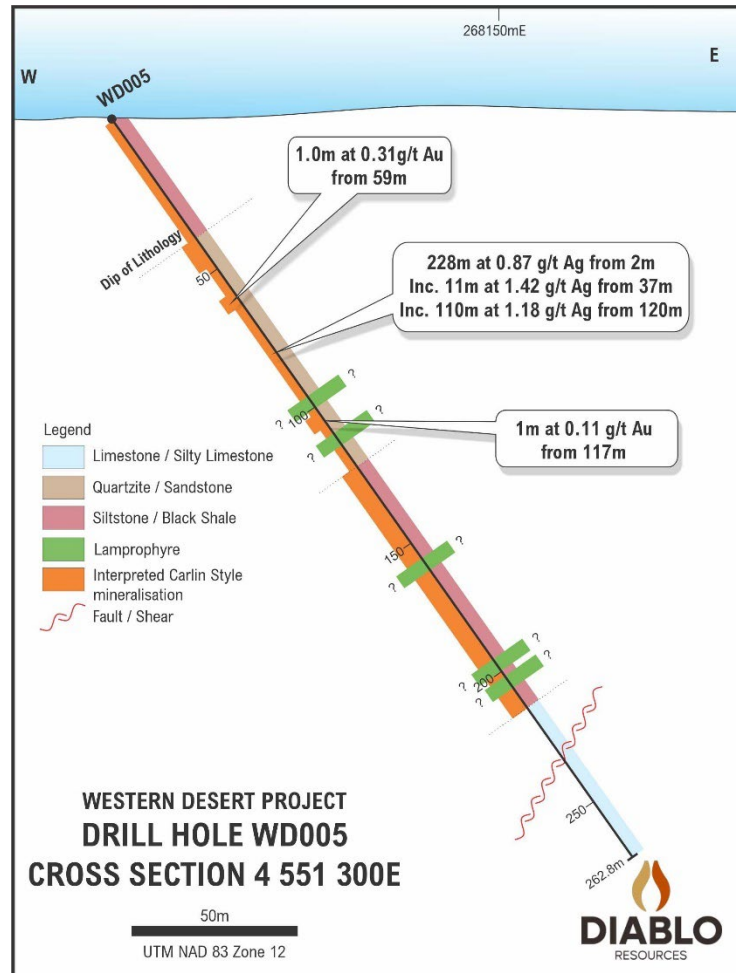 268150mE
W
E
WD005
1.0m at 0.31g/t Au
from 59m
Dip of Lithology
50
228m at 0.87 g/t Ag from 2m
Inc. 11m at 1.42 g/t Ag from 37m
Inc. 110m at 1.18 g/t Ag from 120m
?
?
100
?
?
1m at 0.11 g/t Au
from 117m
Legend
Limestone / Silty Limestone
Quartzite / Sandstone
Siltstone / Black Shale
Lamprophyre
Interpreted Carlin Style
mineralisation
Fault / Shear
150
?
?
?
?
200
?
?
250
262.8m
WESTERN DESERT PROJECT
DRILL HOLE WD005
CROSS SECTION 4 551 300E
50m
UTM NAD 83 Zone 12
DIABLO
RESOURCES